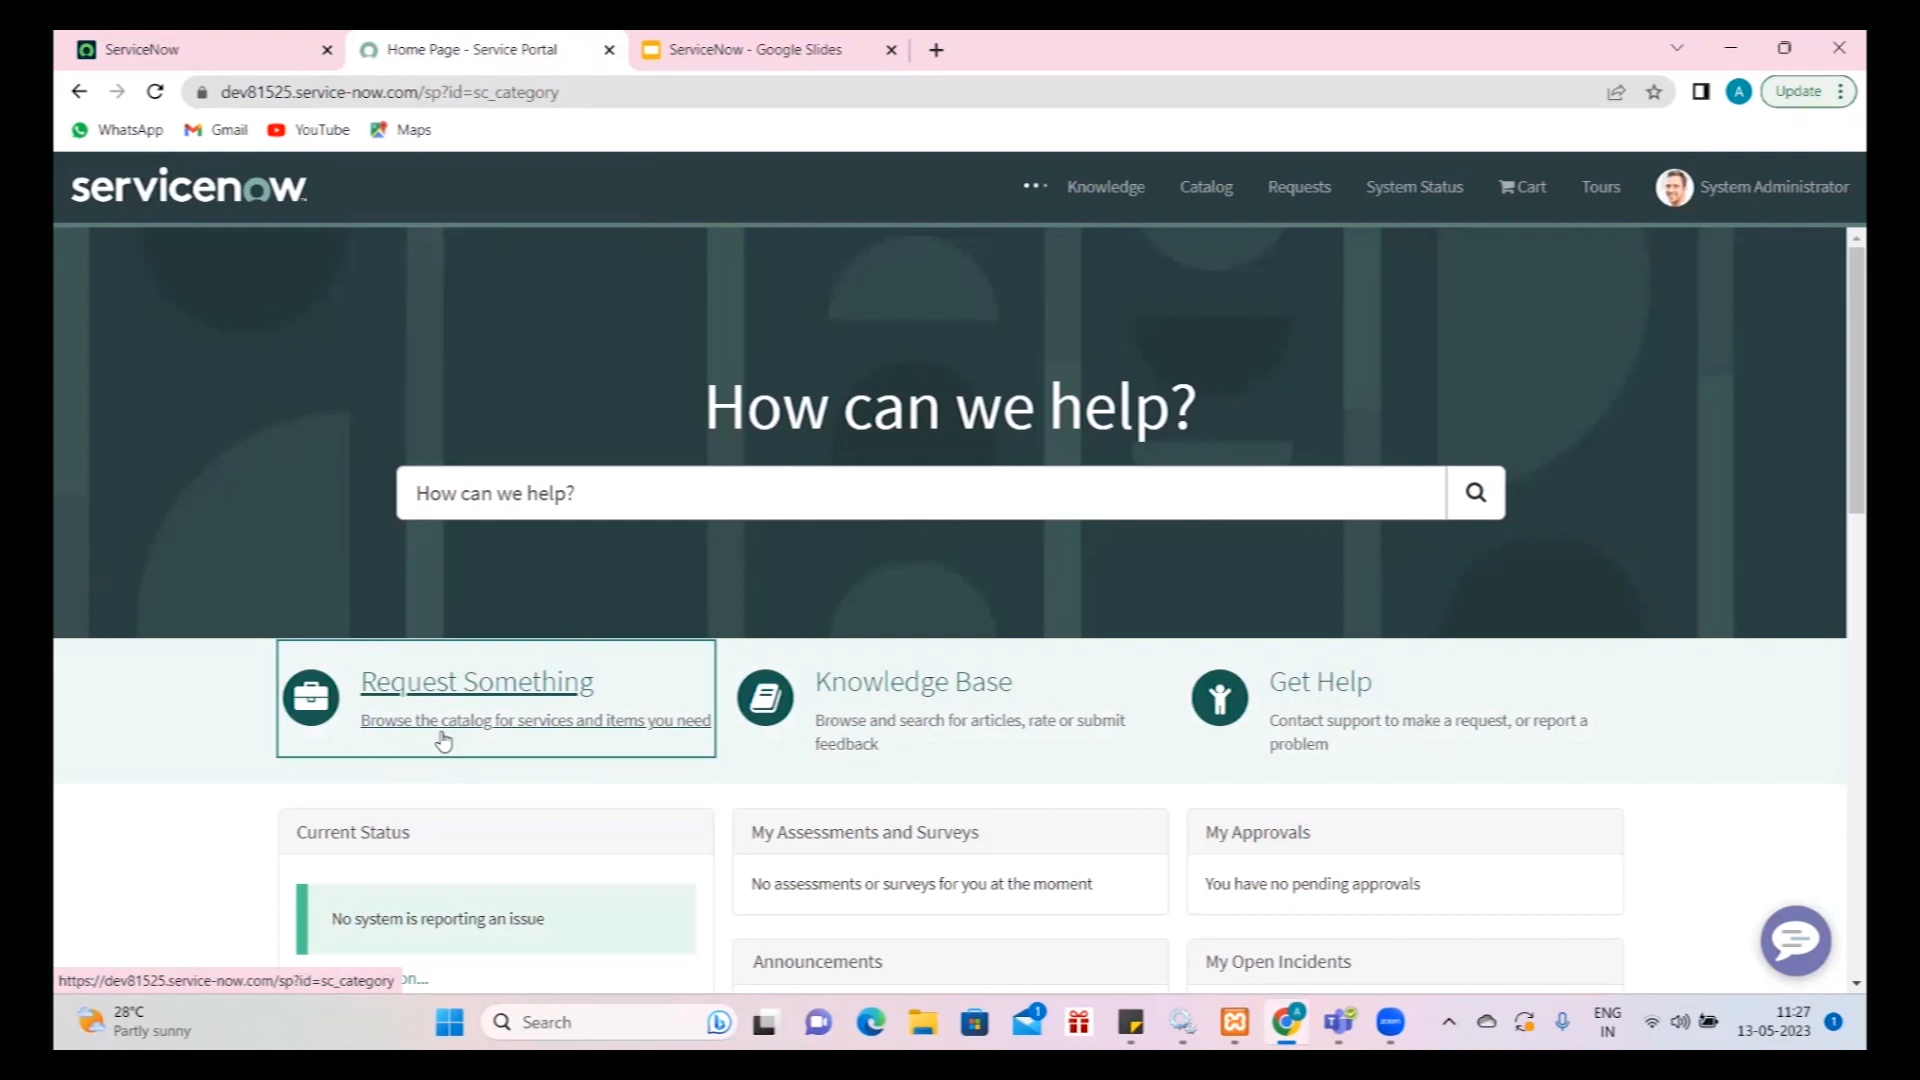 ServiceNow
Home Page - Service Portal
ServiceNow - Google Slides
dev81525.service-now.com/sp?id=sc_category
A
Update
WhatsApp
Gmail
YouTube
Maps
servicenow
Knowledge
Catalog
Requests
System Status
Cart
Tours
System Administrator
How can we help?
How can we help?
Request Something
Browse the catalog for services and items you need
Knowledge Base
Browse and search for articles, rate or submit
feedback
Get Help
Contact support to make a request, or report a
problem
Current Status
No system is reporting an issue
My Assessments and Surveys
No assessments or surveys for you at the moment
My Approvals
You have no pending approvals
Announcements
My Open Incidents
https://dev81525.service-now.com/sp?id=sc_category
on...
28°C
Partly sunny
Search
1
A
zoom
ENG
IN
11:27
13-05-2023
1